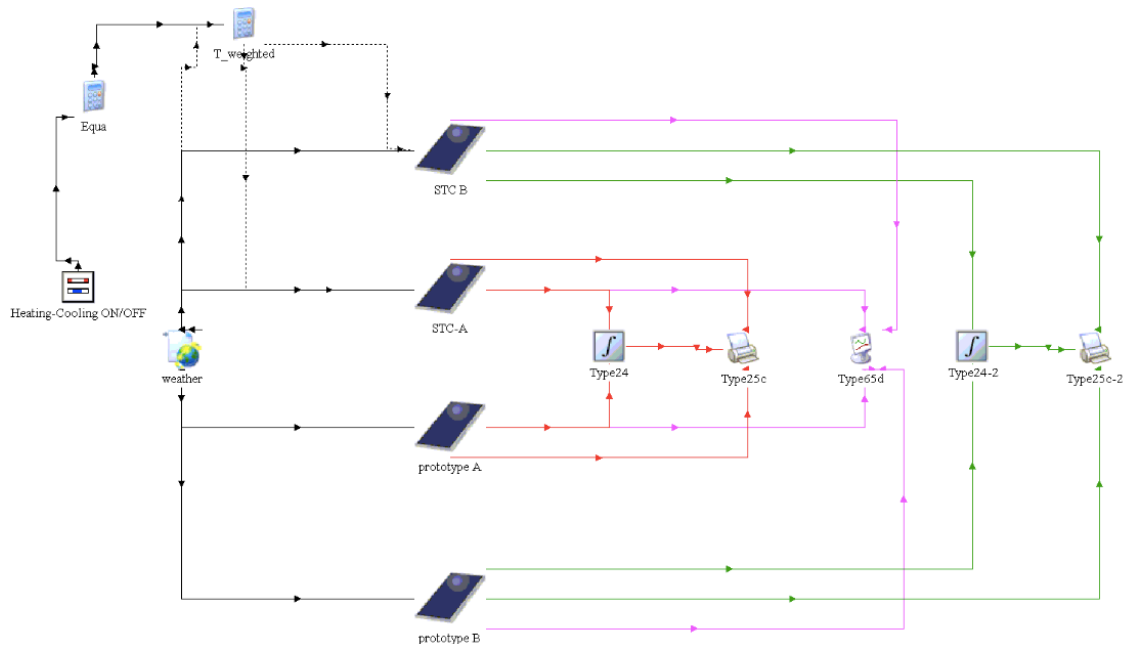 T_weighted
Equa
STC B
Heating-Cooling ON/OFF
STC-A
weather
Type24
Type25c
Type65d
Type24-2
Type25c-2
prototype A
prototype B